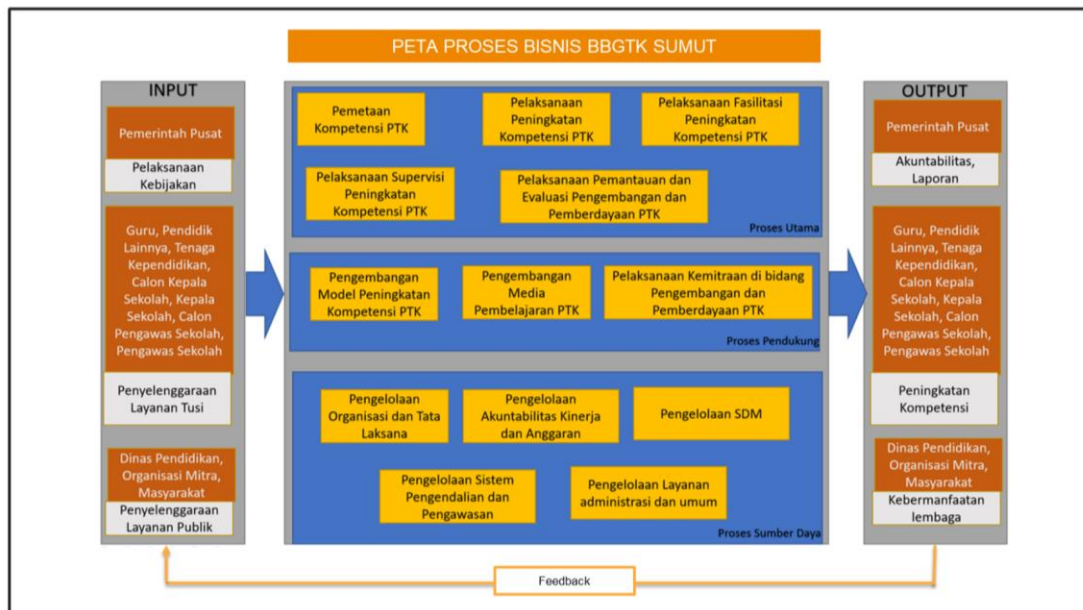 PETA PROSES BISNIS BBGTK SUMUT
INPUT
Pemerintah Pusat
Pelaksanaan
Kebijakan
Guru, Pendidik
Lainnya, Tenaga
Kependidikan,
Calon Kepala
Sekolah, Kepala
Sekolah, Calon
Pengawas Sekolah,
Pengawas Sekolah
Penyelenggaraan
Layanan Tusi
Dinas Pendidikan,
Organisasi Mitra,
Masyarakat
Penyelenggaraan
Layanan Publik
Pemetaan
Kompetensi PTK
Pelaksanaan
Peningkatan
Kompetensi PTK
Pelaksanaan Fasilitasi
Peningkatan
Kompetensi PTK
Pelaksanaan Supervisi
Peningkatan
Kompetensi PTK
Pelaksanaan Pemantauan dan
Evaluasi Pengembangan dan
Pemberdayaan PTK
Proses Utama
Pengembangan
Model Peningkatan
Kompetensi PTK
Pengembangan
Media
Pembelajaran PTK
Pelaksanaan Kemitraan di bidang
Pengembangan dan
Pemberdayaan PTK
Proses Pendukung
Pengelolaan
Organisasi dan Tata
Laksana
Pengelolaan
Akuntabilitas Kinerja
dan Anggaran
Pengelolaan SDM
Pengelolaan Sistem
Pengendalian dan
Pengawasan
Pengelolaan Layanan
administrasi dan umum
Proses Sumber Daya
OUTPUT
Pemerintah Pusat
Akuntabilitas,
Laporan
Guru, Pendidik
Lainnya, Tenaga
Kependidikan,
Calon Kepala
Sekolah, Kepala
Sekolah, Calon
Pengawas Sekolah,
Pengawas Sekolah
Peningkatan
Kompetensi
Dinas Pendidikan,
Organisasi Mitra,
Masyarakat
Kebermanfaatan
lembaga
Feedback